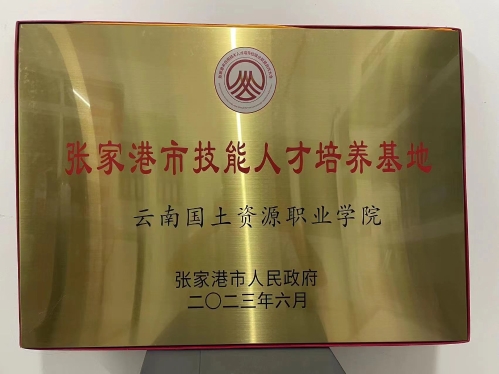 张家港市技能人才培养基地
云南国土资源职业学院
张家港市人民政府
二〇二三年六月